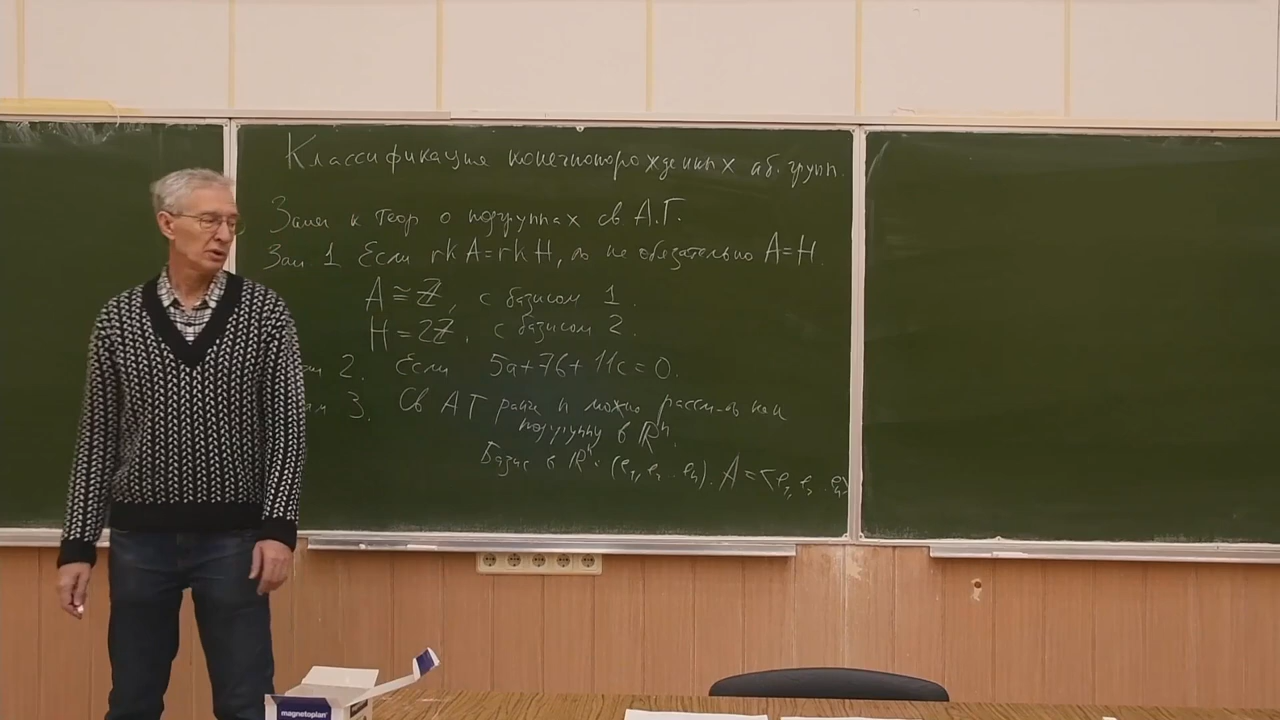 Классификация конечнопорожденных аб. групп.
Замеч к теор о подгруппах св А.Г.
Зам. 1 Если rk A = rk H, то не обязательно A = H.
A ≅ ℤ, с базисом 1.
H = 2ℤ, с базисом 2.
2. Если 5a+7b+11c=0.
3. Св АГ ранга n можно рассм-ть как
подгруппу в ℝⁿ.
Базис в ℝⁿ: (e₁, e₂ .. eₙ). A = <e₁, e₂ .. eₙ>
magnetoplan